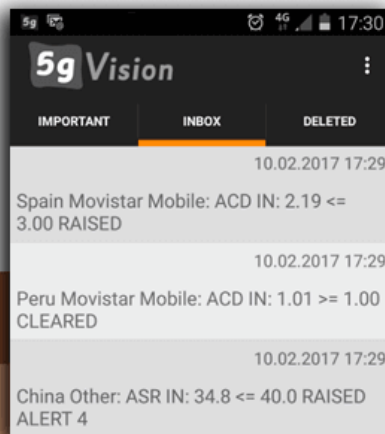 5g
4G
17:30
5g Vision
IMPORTANT INBOX DELETED
10.02.2017 17:29
Spain Movistar Mobile: ACD IN: 2.19 <=
3.00 RAISED
10.02.2017 17:29
Peru Movistar Mobile: ACD IN: 1.01 >= 1.00
CLEARED
10.02.2017 17:29
China Other: ASR IN: 34.8 <= 40.0 RAISED
ALERT 4